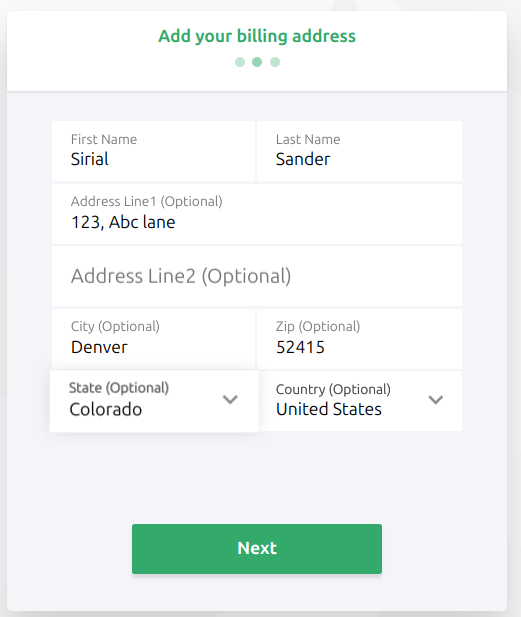 Add your billing address
First Name
Last Name
Sirial
Sander
Address Line1 (Optional)
123, Abc lane
Address Line2 (Optional)
City (Optional)
Zip (Optional)
Denver
52415
State (Optional)
Country (Optional)
Colorado
United States
Next